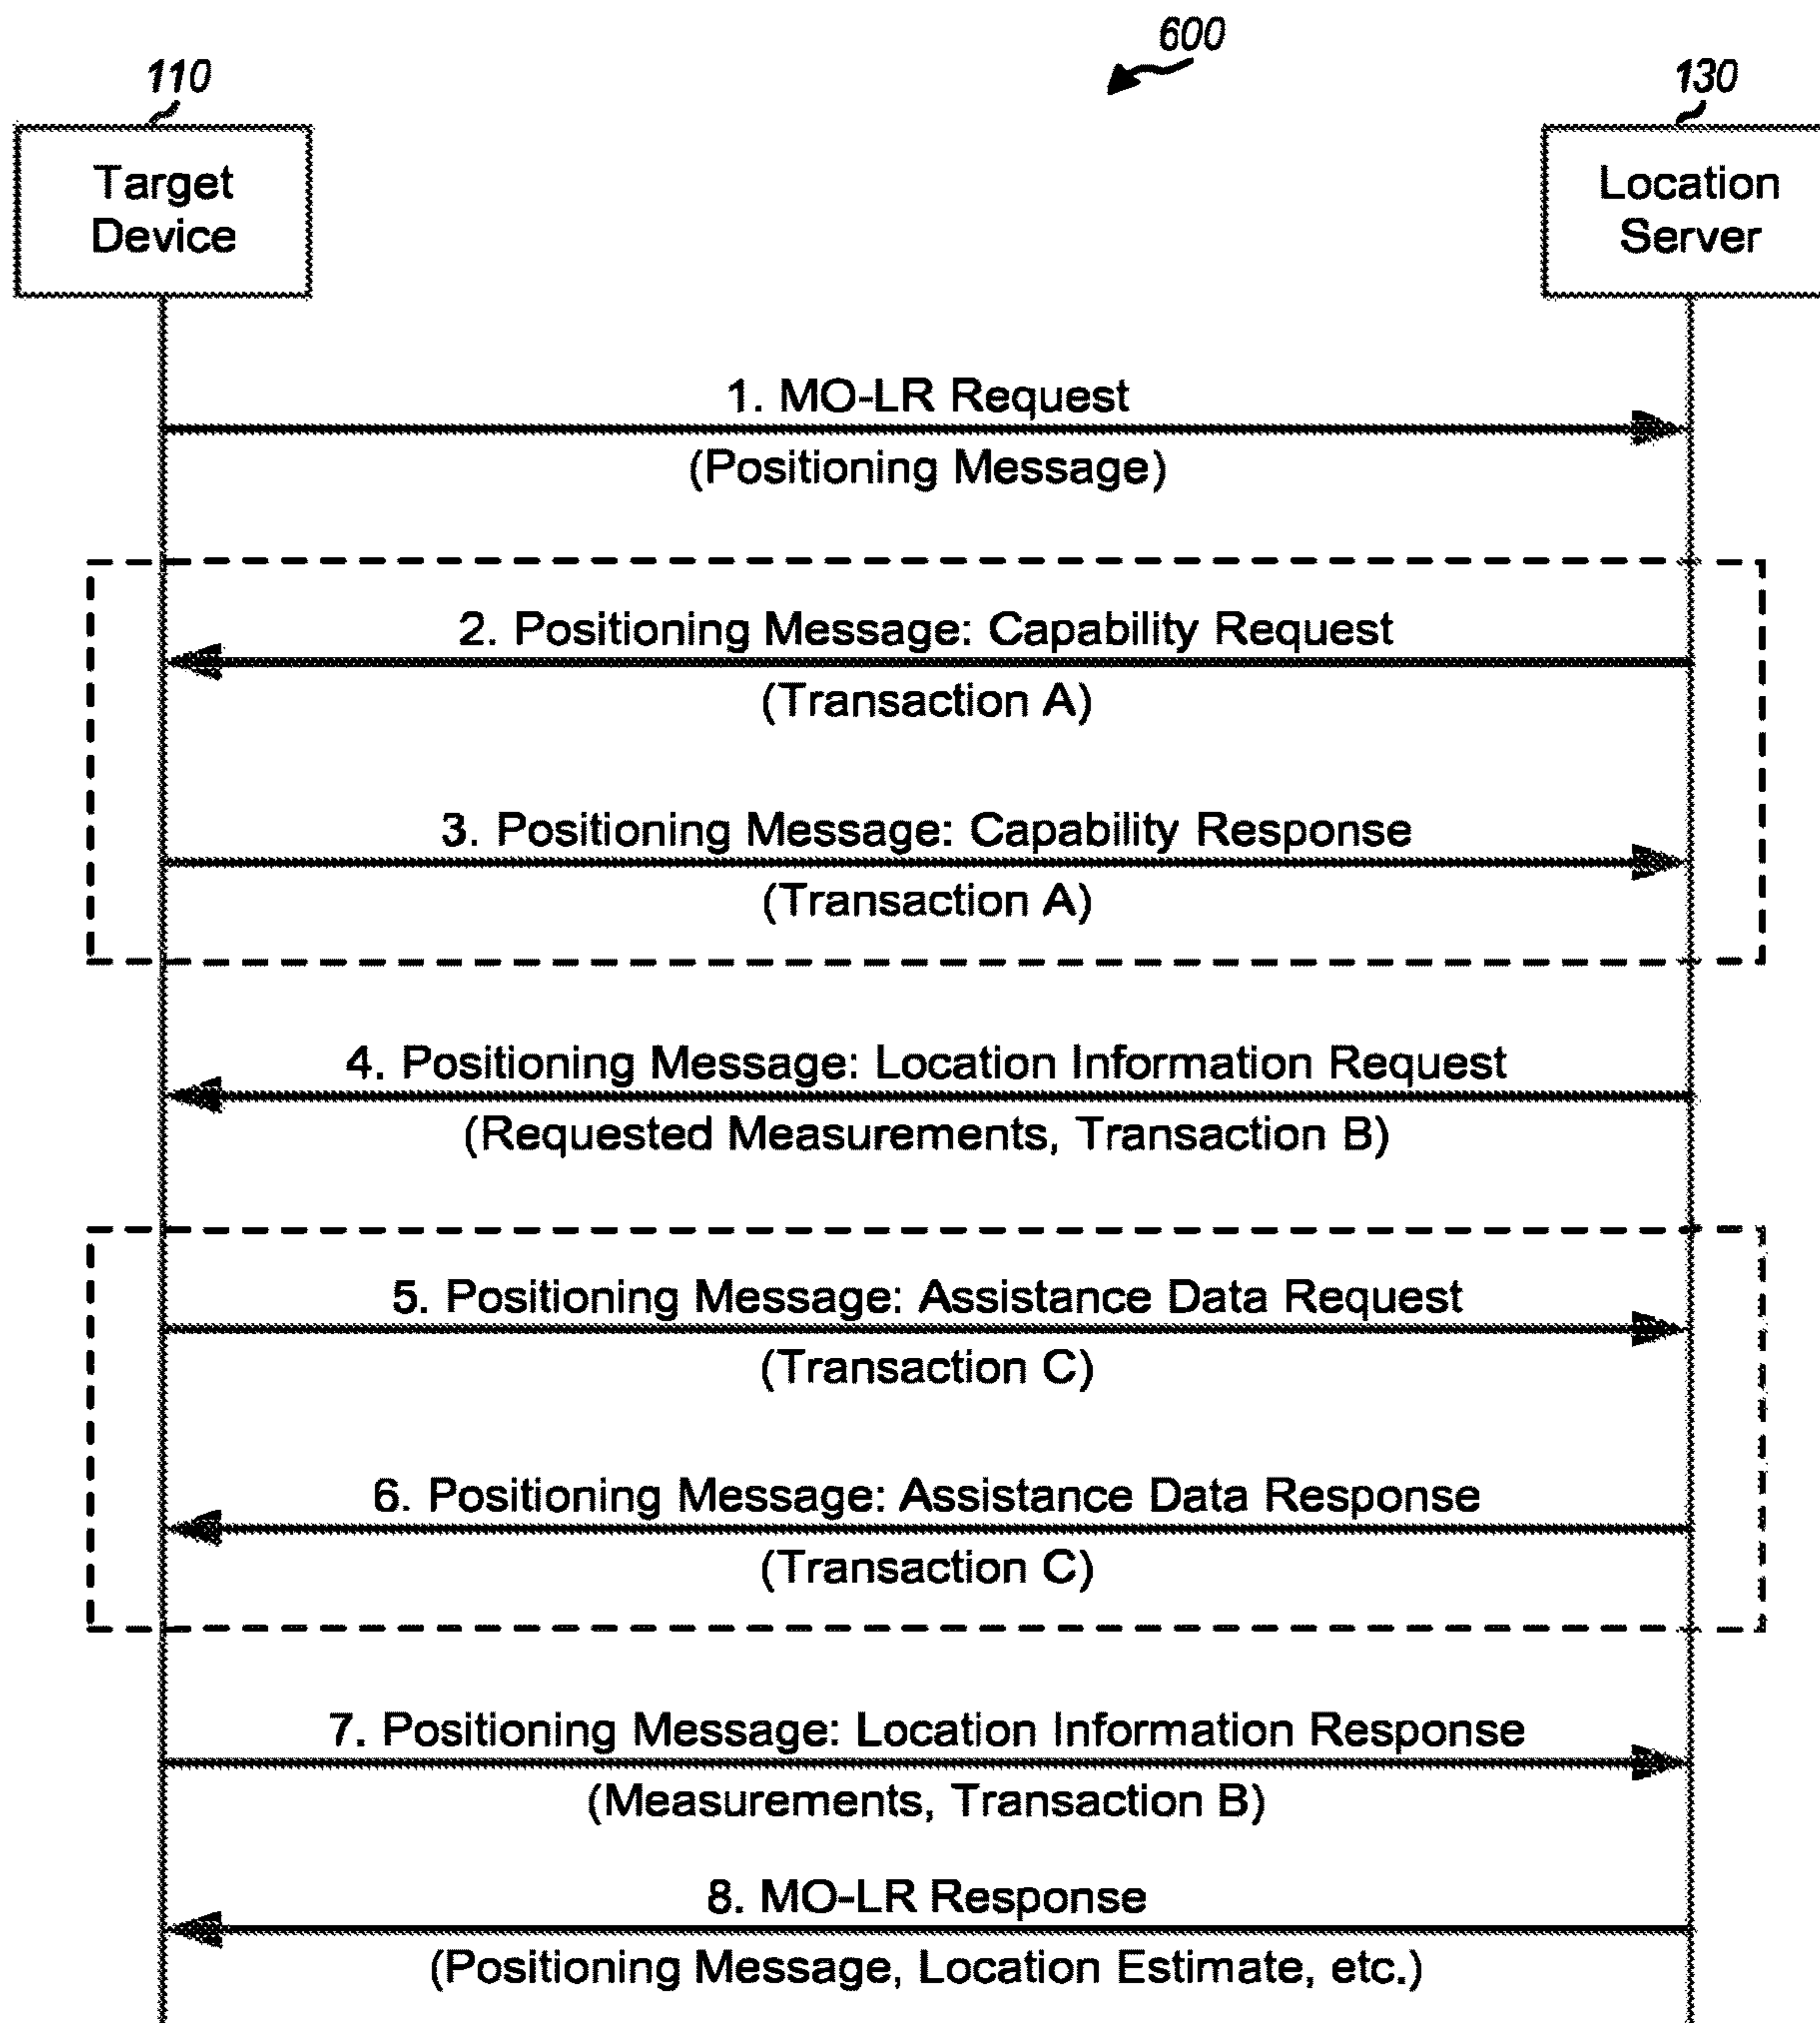 600
110
130
Target
Device
Location
Server
1. MO-LR Request
(Positioning Message)
2. Positioning Message: Capability Request
(Transaction A)
3. Positioning Message: Capability Response
(Transaction A)
4. Positioning Message: Location Information Request
(Requested Measurements, Transaction B)
5. Positioning Message: Assistance Data Request
(Transaction C)
6. Positioning Message: Assistance Data Response
(Transaction C)
7. Positioning Message: Location Information Response
(Measurements, Transaction B)
8. MO-LR Response
(Positioning Message, Location Estimate, etc.)